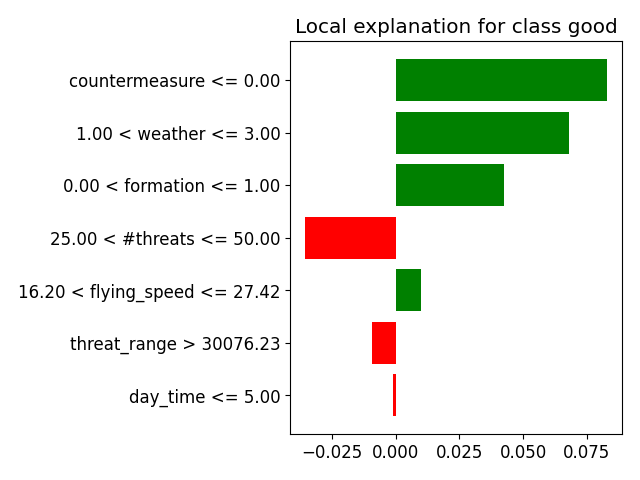 Local explanation for class good
countermeasure <= 0.00
1.00 < weather <= 3.00
0.00 < formation <= 1.00
25.00 < #threats <= 50.00
16.20 < flying_speed <= 27.42
threat_range > 30076.23
day_time <= 5.00
−0.025 0.000 0.025 0.050 0.075